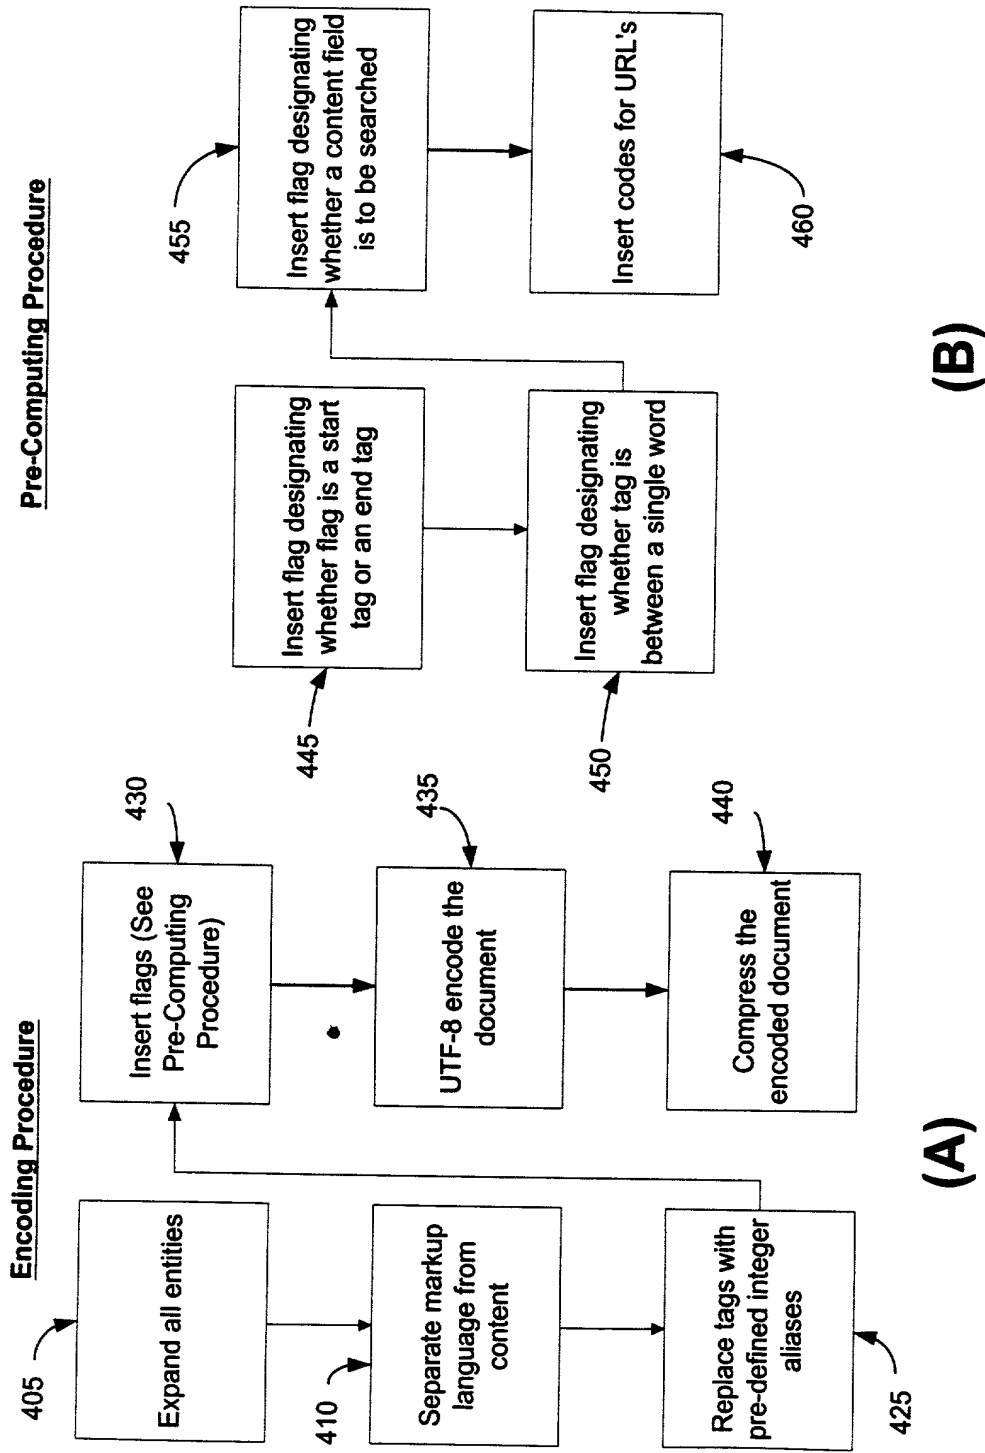 Encoding Procedure
405
Expand all entities
410
Separate markup
language from
content
Replace tags with
pre-defined integer
aliases
425
Insert flags (See
Pre-Computing
Procedure)
430
UTF-8 encode the
document
435
Compress the
encoded document
440
(A)
Pre-Computing Procedure
Insert flag designating
whether flag is a start
tag or an end tag
445
Insert flag designating
whether tag is
between a single word
450
455
Insert flag designating
whether a content field
is to be searched
Insert codes for URL's
460
(B)